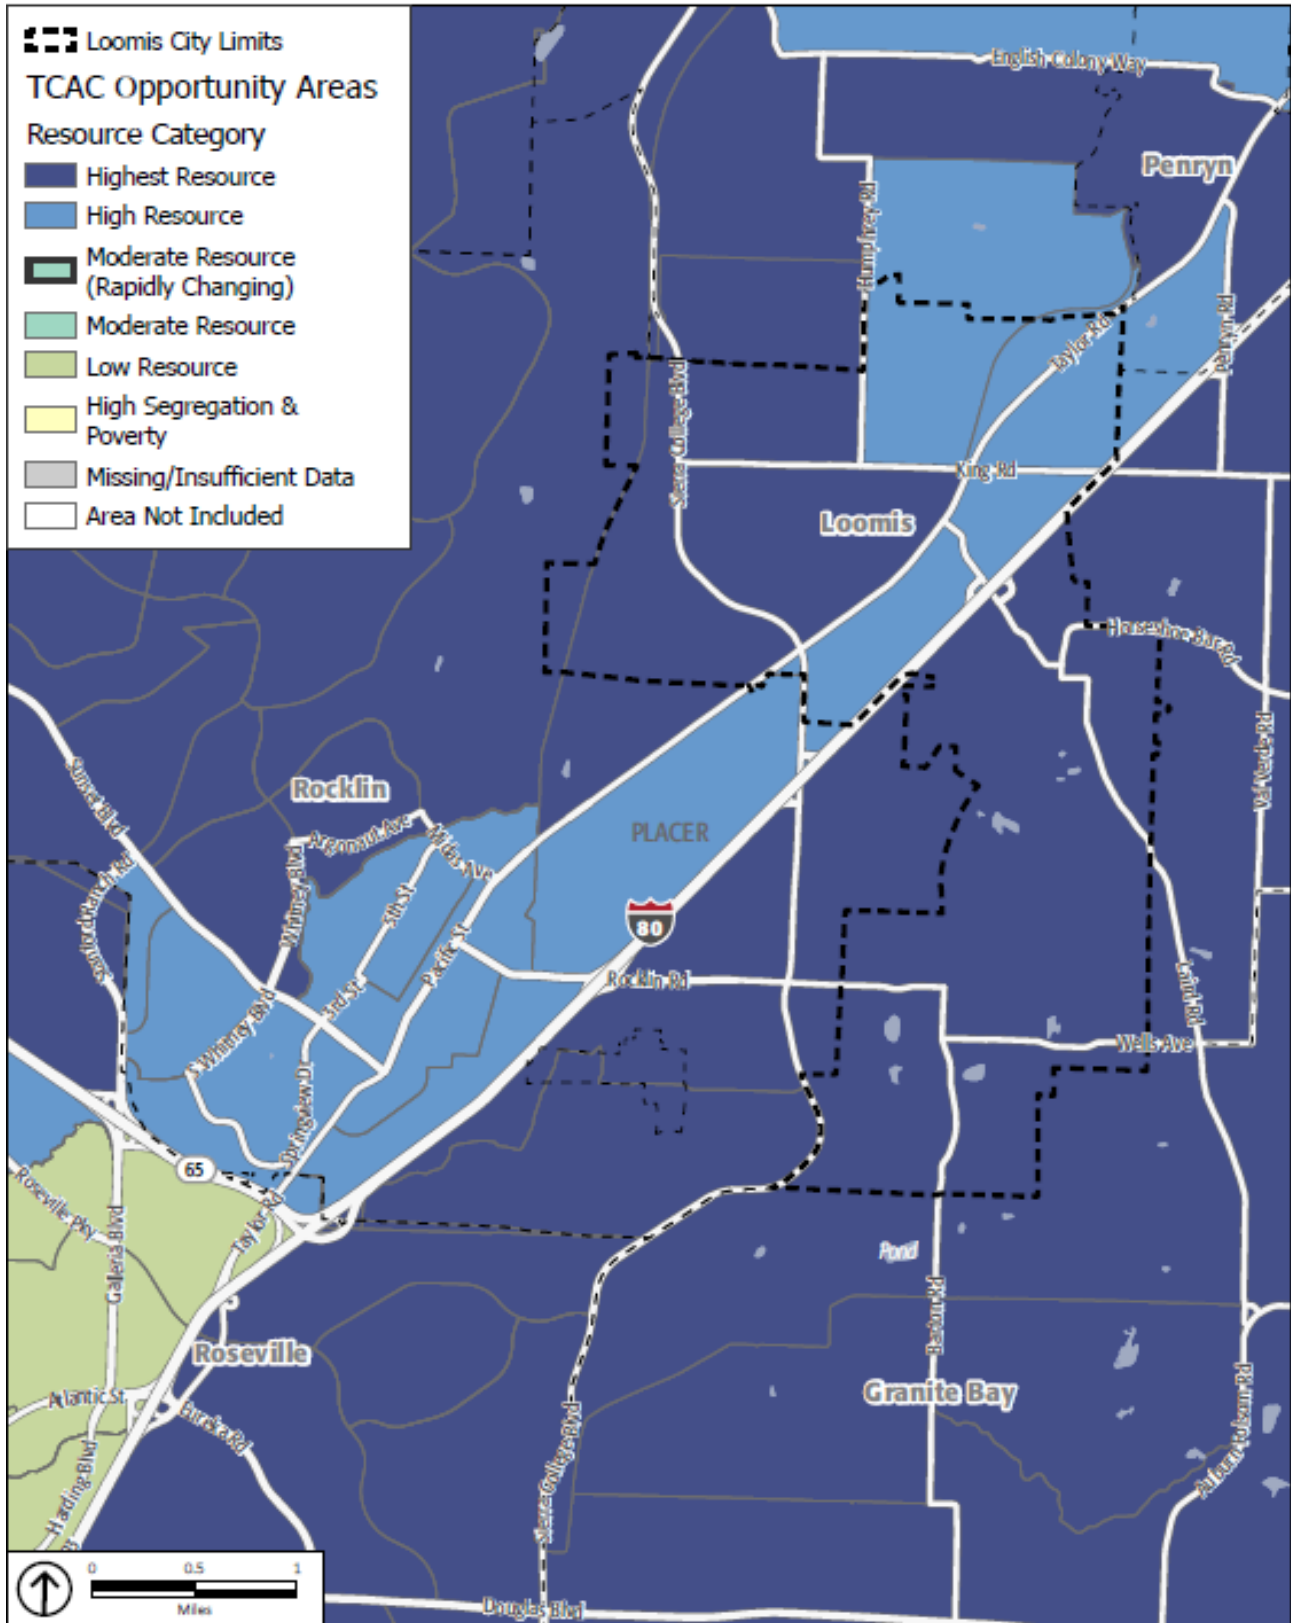 Loomis City Limits
TCAC Opportunity Areas
Resource Category
Highest Resource
High Resource
Moderate Resource
(Rapidly Changing)
Moderate Resource
Low Resource
High Segregation &
Poverty
Missing/Insufficient Data
Area Not Included
English Colony Way
Penryn
Humphrey Rd
Taylor Rd
Penryn Rd
Sierra College Blvd
King Rd
Loomis
Horseshoe Bar Rd
Val Verde Rd
Sunset Blvd
Rocklin
Argonaut Ave
Midas Ave
PLACER
Stanford Ranch Rd
Whitney Blvd
5th St
Pacific St
80
Rocklin Rd
3rd St
Laird Rd
S Whitney Blvd
Wells Ave
Springview Dr
65
Roseville Pky
Galleria Blvd
Taylor Rd
Pond
Barton Rd
Roseville
Granite Bay
Atlantic St
Eureka Rd
Harding Blvd
Sierra College Blvd
Auburn Folsom Rd
0 0.5 1
Miles
Douglas Blvd